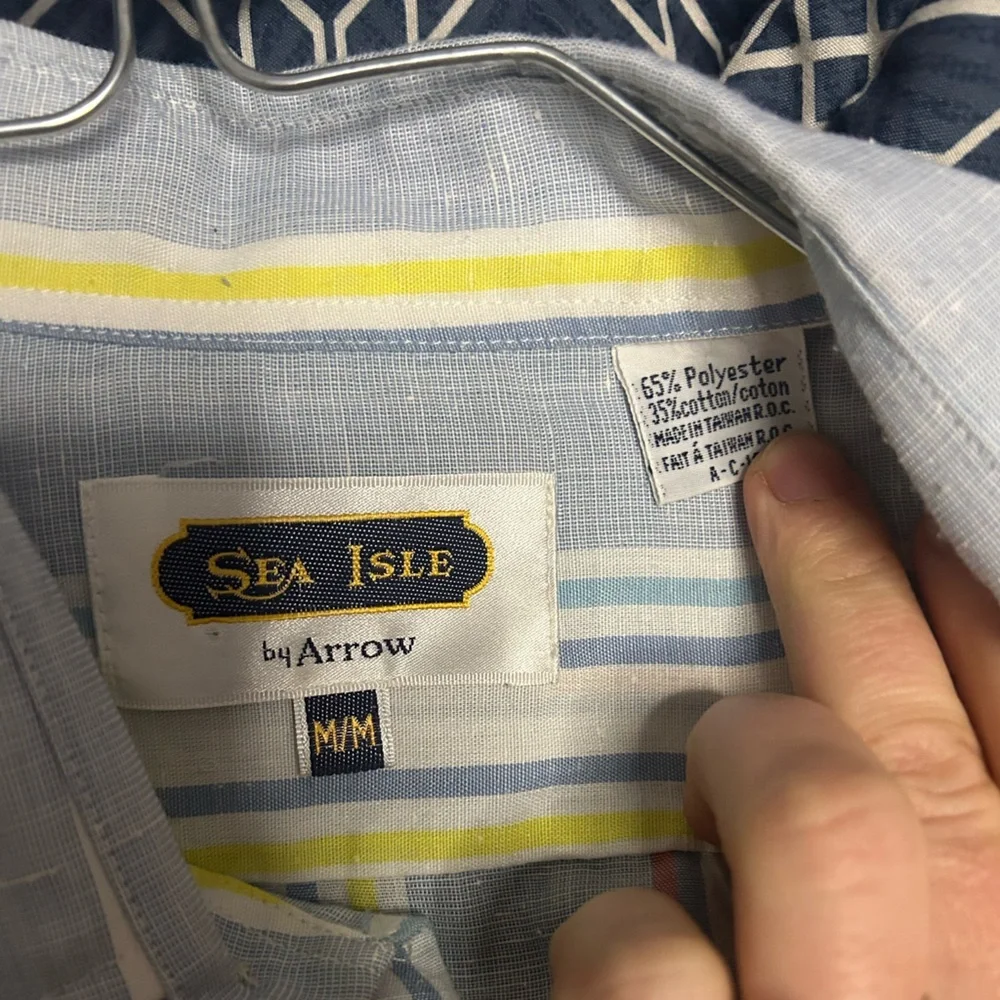 65% Polyester
35%cotton/coton
MADE IN TAIWAN R.O.C.
FAIT Á TAIWAN R.O.C.
A-C-
SEA ISLE
by Arrow
M/M